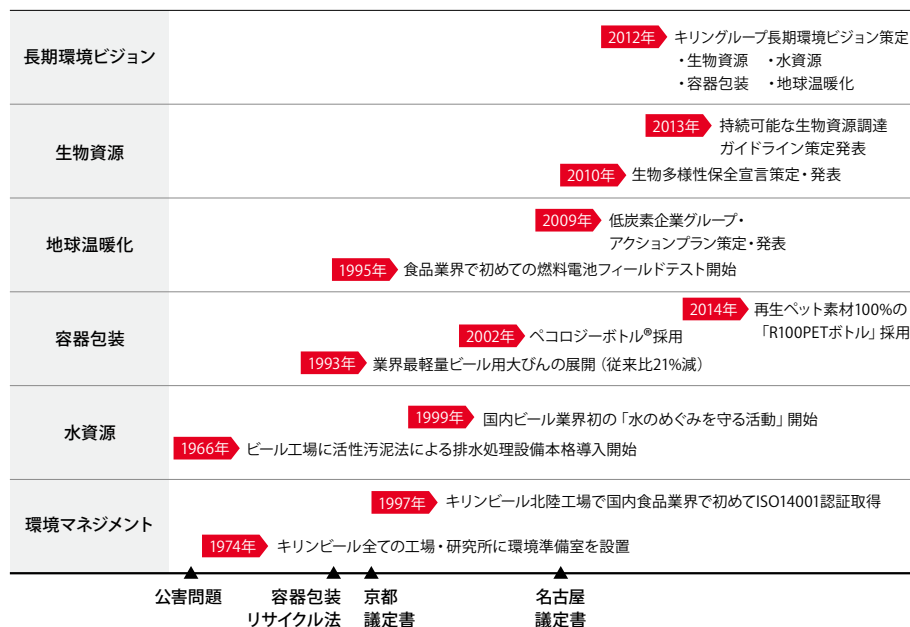 長期環境ビジョン
2012年 キリングループ長期環境ビジョン策定
・生物資源 ・水資源
・容器包装 ・地球温暖化
生物資源
2013年 持続可能な生物資源調達
ガイドライン策定発表
2010年 生物多様性保全宣言策定・発表
地球温暖化
2009年 低炭素企業グループ・
アクションプラン策定・発表
1995年 食品業界で初めての燃料電池フィールドテスト開始
容器包装
2014年 再生ペット素材100%の
「R100PETボトル」採用
2002年 ペコロジーボトル®採用
1993年 業界最軽量ビール用大びんの展開（従来比21%減）
水資源
1999年 国内ビール業界初の「水のめぐみを守る活動」開始
1966年 ビール工場に活性汚泥法による排水処理設備本格導入開始
環境マネジメント
1997年 キリンビール北陸工場で国内食品業界で初めてISO14001認証取得
1974年 キリンビール全ての工場・研究所に環境準備室を設置
公害問題
容器包装
リサイクル法
京都
議定書
名古屋
議定書